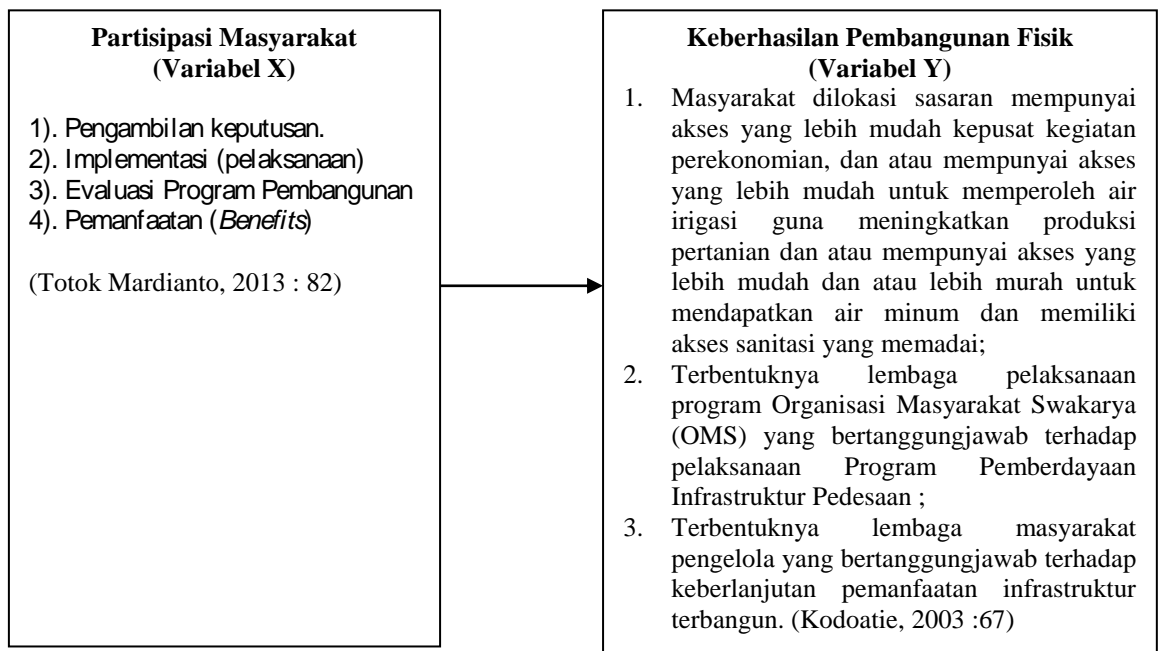 Partisipasi Masyarakat
(Variabel X)
1). Pengambilan keputusan.
2). Implementasi (pelaksanaan)
3). Evaluasi Program Pembangunan
4). Pemanfaatan (Benefits)
(Totok Mardianto, 2013 : 82)
Keberhasilan Pembangunan Fisik
(Variabel Y)
1. Masyarakat dilokasi sasaran mempunyai
akses yang lebih mudah kepusat kegiatan
perekonomian, dan atau mempunyai akses
yang lebih mudah untuk memperoleh air
irigasi guna meningkatkan produksi
pertanian dan atau mempunyai akses yang
lebih mudah dan atau lebih murah untuk
mendapatkan air minum dan memiliki
akses sanitasi yang memadai;
2. Terbentuknya lembaga pelaksanaan
program Organisasi Masyarakat Swakarya
(OMS) yang bertanggungjawab terhadap
pelaksanaan Program Pemberdayaan
Infrastruktur Pedesaan ;
3. Terbentuknya lembaga masyarakat
pengelola yang bertanggungjawab terhadap
keberlanjutan pemanfaatan infrastruktur
terbangun. (Kodoatie, 2003 :67)